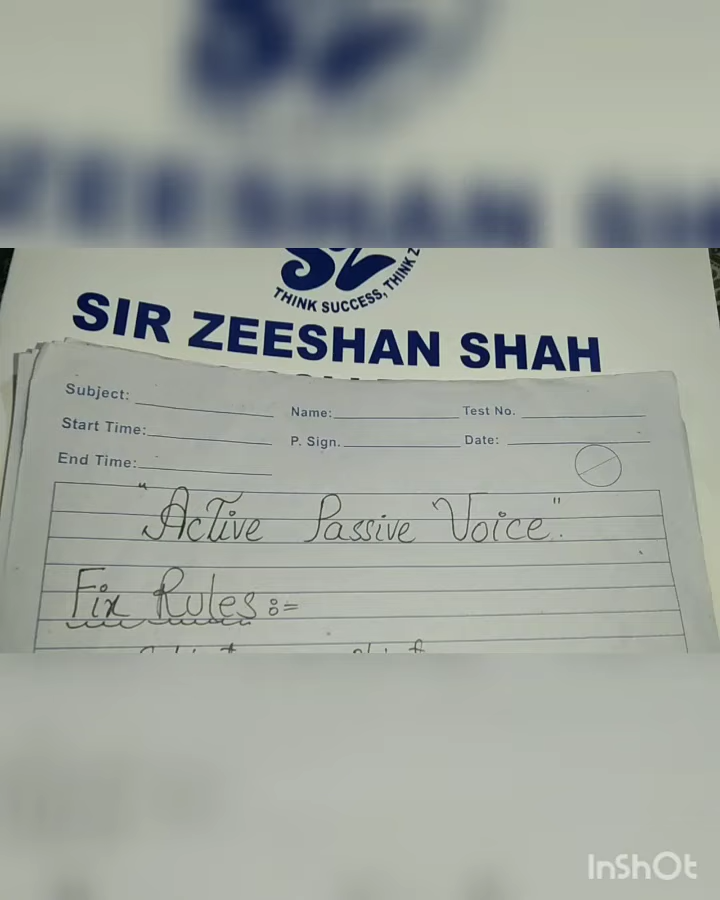 THINK SUCCESS, THINK
SIR ZEESHAN SHAH
Subject:
Name:
Test No.
Start Time:
P. Sign.
Date:
End Time:
"Active Passive Voice".
Fix Rules :=
InShOt